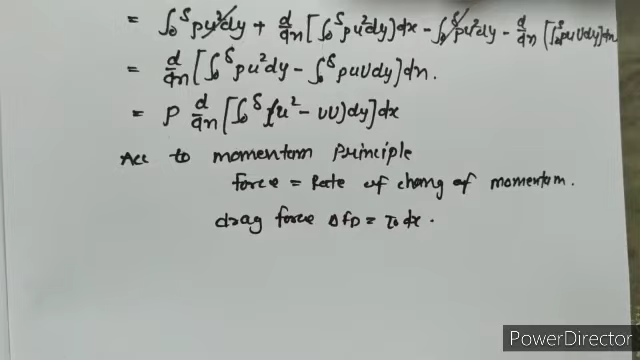 = ∫₀^δ ρu²dy + d/dx [∫₀^δ ρu²dy]dx - ∫₀^δ ρu²dy - d/dx [∫₀^δ ρuUdy]dx
= d/dx [∫₀^δ ρu²dy - ∫₀^δ ρuUdy]dx.
= ρ d/dx [∫₀^δ (u² - uU)dy]dx
Acc to momentum principle
force = Rate of chang of momentum.
drag force ΔFD = τ₀ dx.
PowerDirector